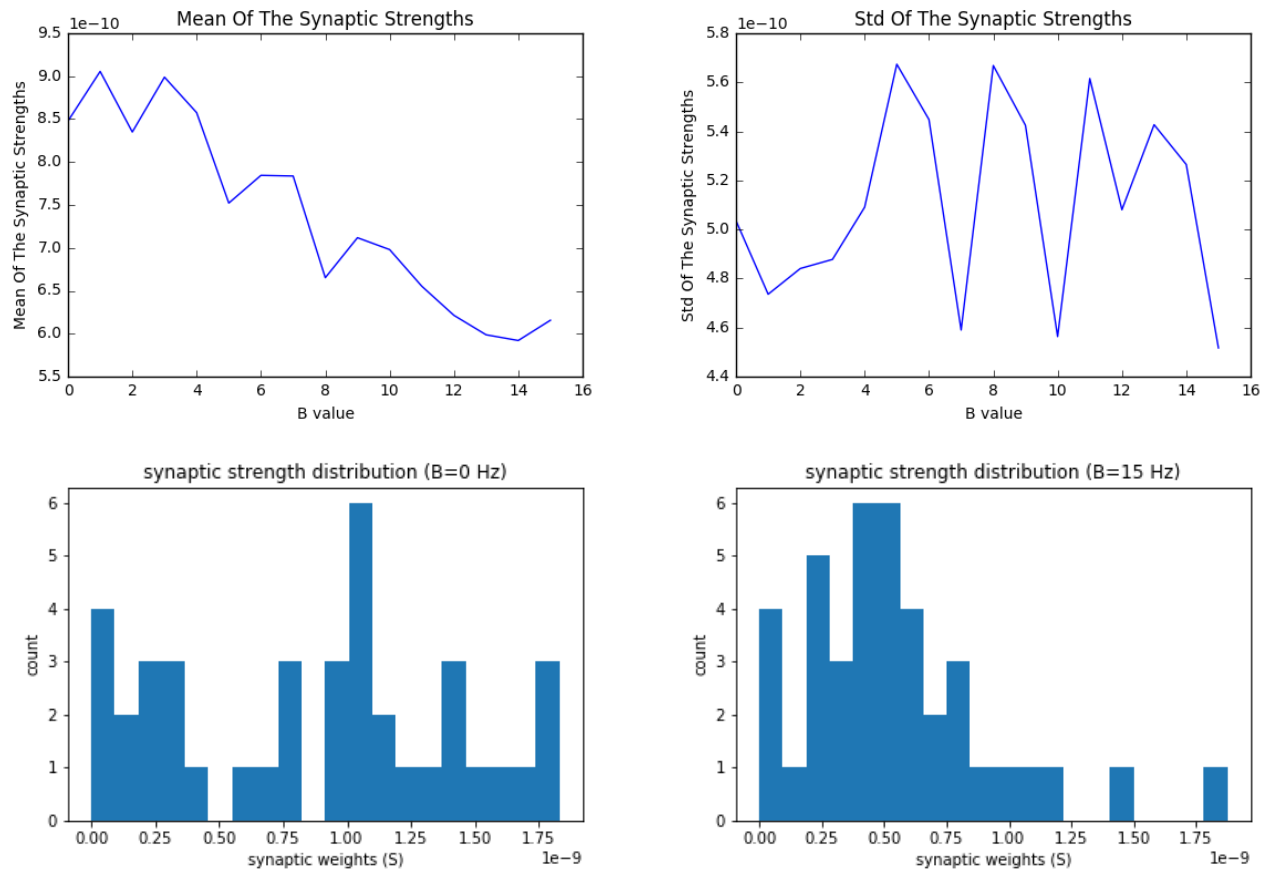 Mean Of The Synaptic Strengths
1e−10
9.5
9.0
8.5
8.0
7.5
7.0
6.5
6.0
5.5
Mean Of The Synaptic Strengths
0 2 4 6 8 10 12 14 16
B value
Std Of The Synaptic Strengths
1e−10
5.8
5.6
5.4
5.2
5.0
4.8
4.6
4.4
Std Of The Synaptic Strengths
0 2 4 6 8 10 12 14 16
B value
synaptic strength distribution (B=0 Hz)
6
5
4
3
2
1
0
count
0.00 0.25 0.50 0.75 1.00 1.25 1.50 1.75
synaptic weights (S)
1e−9
synaptic strength distribution (B=15 Hz)
6
5
4
3
2
1
0
count
0.00 0.25 0.50 0.75 1.00 1.25 1.50 1.75
synaptic weights (S)
1e−9